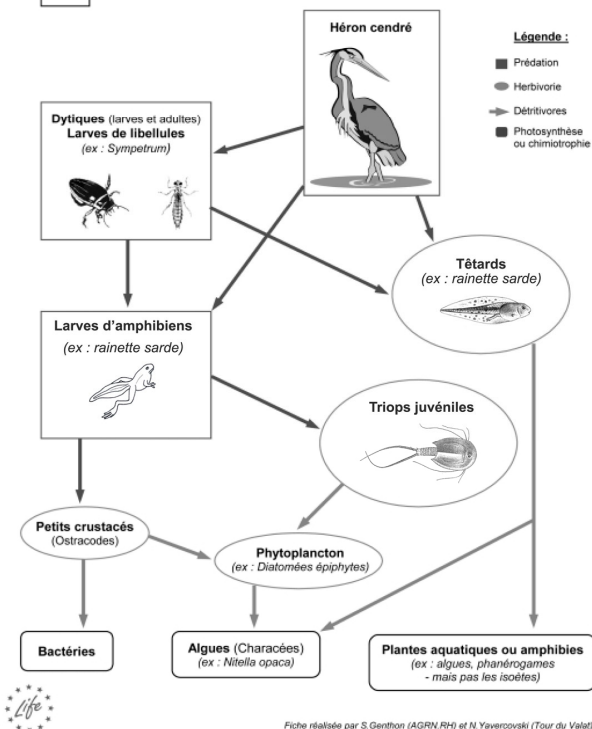 Héron cendré
Légende :
Prédation
Herbivorie
Détritivores
Photosynthèse
ou chimiotrophie
Dytiques (larves et adultes)
Larves de libellules
(ex : Sympetrum)
Têtards
(ex : rainette sarde)
Larves d'amphibiens
(ex : rainette sarde)
Triops juvéniles
Petits crustacés
(Ostracodes)
Phytoplancton
(ex : Diatomées épiphytes)
Bactéries
Algues (Characées)
(ex : Nitella opaca)
Plantes aquatiques ou amphibies
(ex : algues, phanérogames
- mais pas les isoètes)
Life
Fiche réalisée par S.Genthon (AGRN.RH) et N.Yavercovski (Tour du Valat)